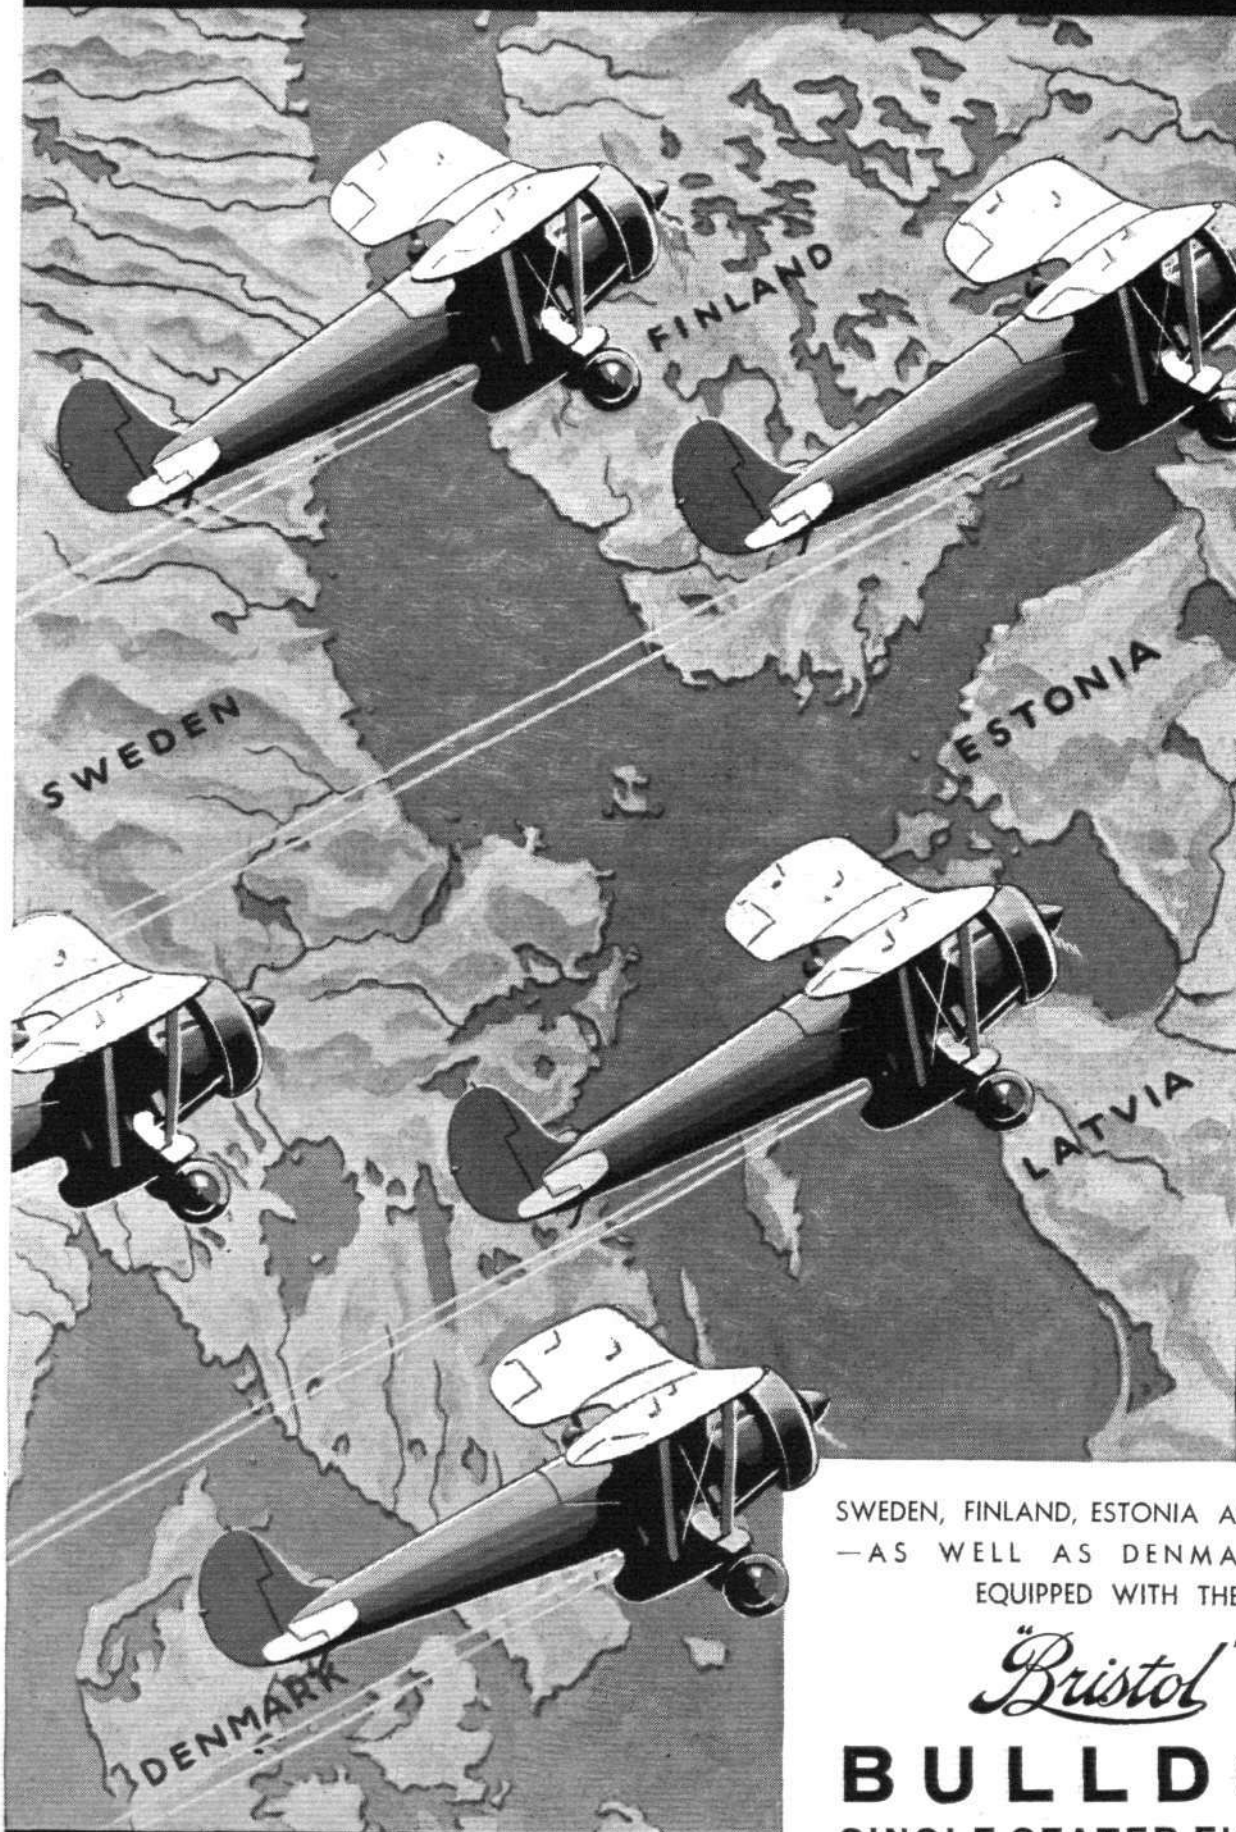 FINLAND
ESTONIA
SWEDEN
LATVIA
DENMARK
SWEDEN, FINLAND, ESTONIA A
—AS WELL AS DENMA
EQUIPPED WITH THE
"Bristol"
BULLD